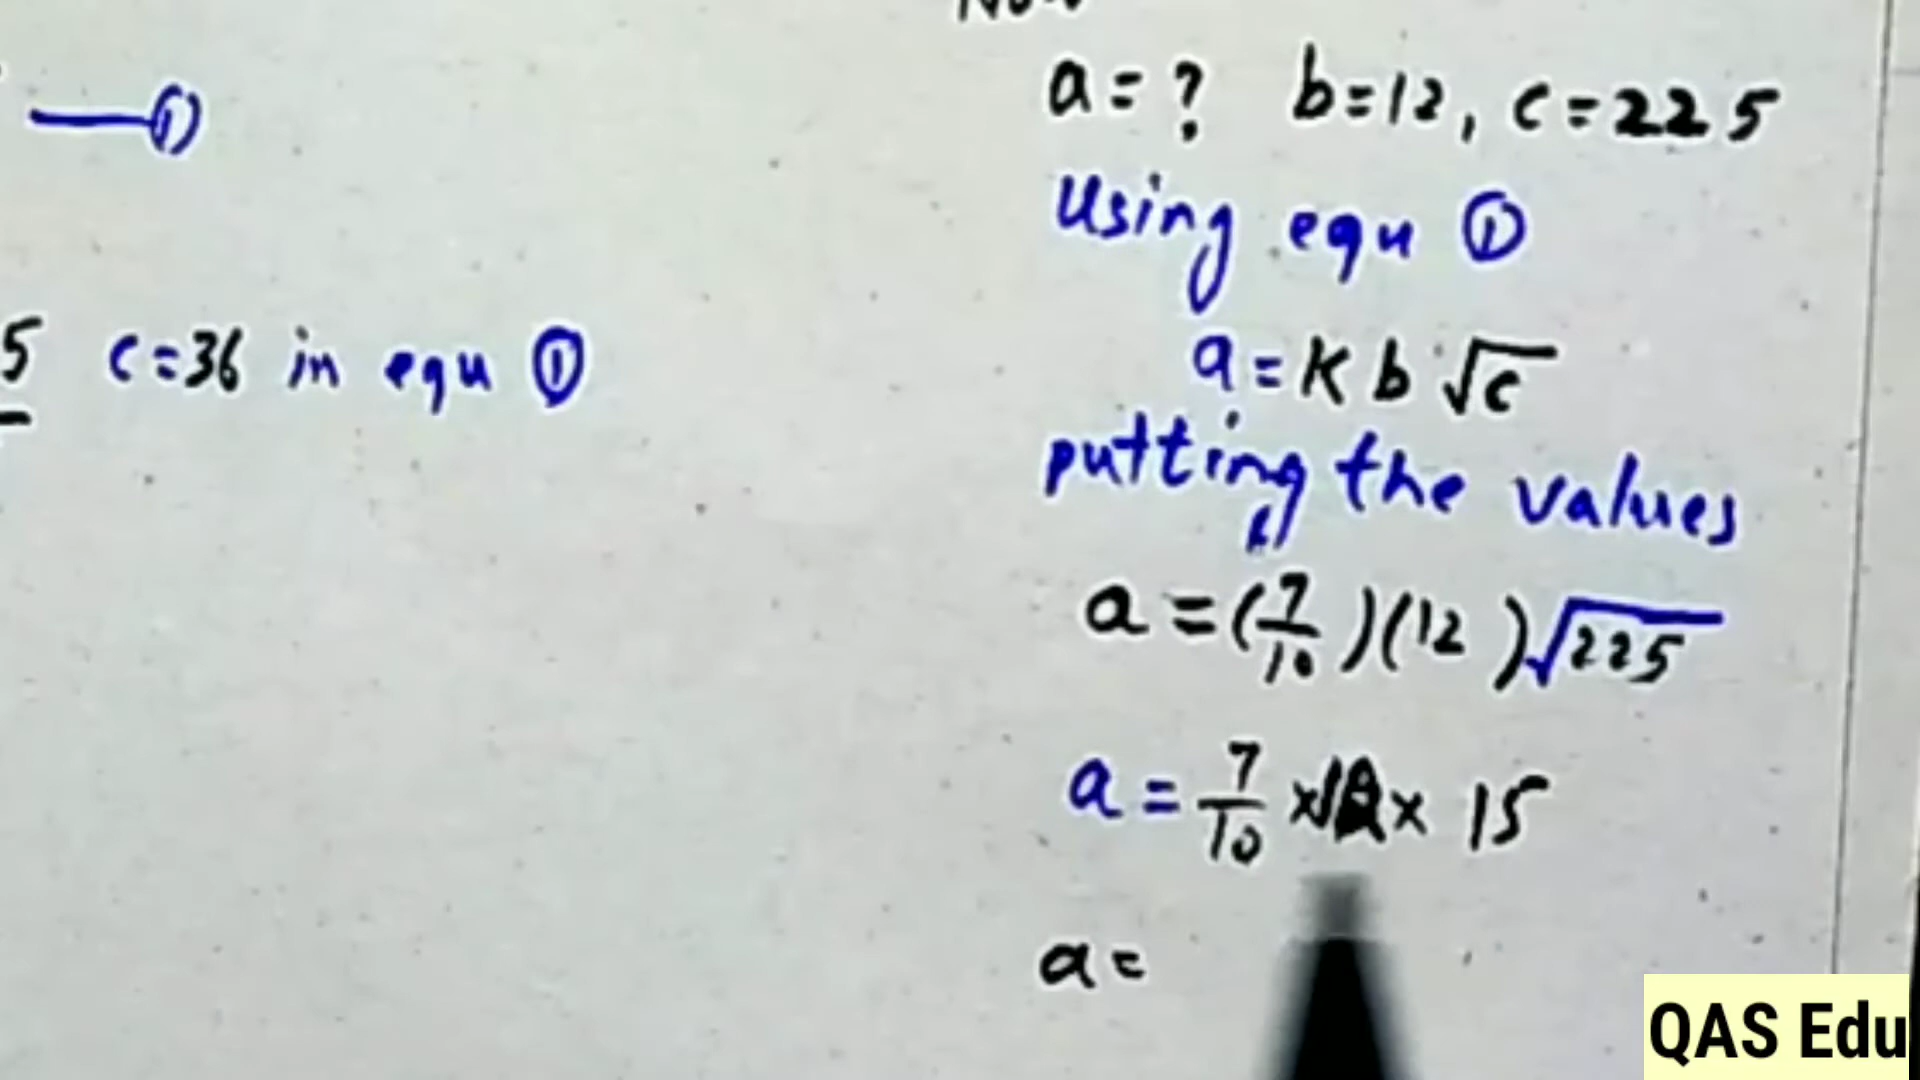 ①
5 c=36 in equ ①
a=? b=12, c=225
Using equ ①
a=K b √c
putting the values
a=(7/10)(12)√225
a=7/10 ×12× 15
a=
QAS Edu